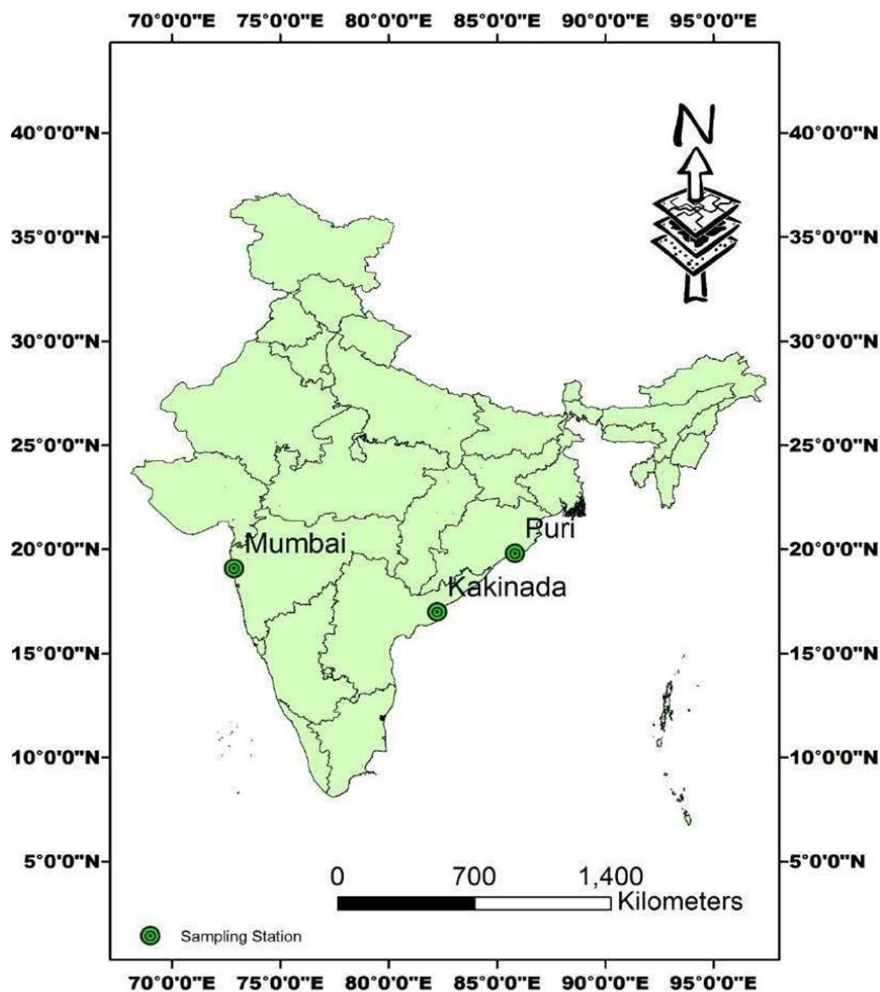 70°0'0"E 75°0'0"E 80°0'0"E 85°0'0"E 90°0'0"E 95°0'0"E
N
40°0'0"N 40°0'0"N
35°0'0"N 35°0'0"N
30°0'0"N 30°0'0"N
25°0'0"N 25°0'0"N
Puri
20°0'0"N Mumbai 20°0'0"N
Kakinada
15°0'0"N 15°0'0"N
10°0'0"N 10°0'0"N
5°0'0"N 5°0'0"N
0 700 1,400
Kilometers
Sampling Station
70°0'0"E 75°0'0"E 80°0'0"E 85°0'0"E 90°0'0"E 95°0'0"E